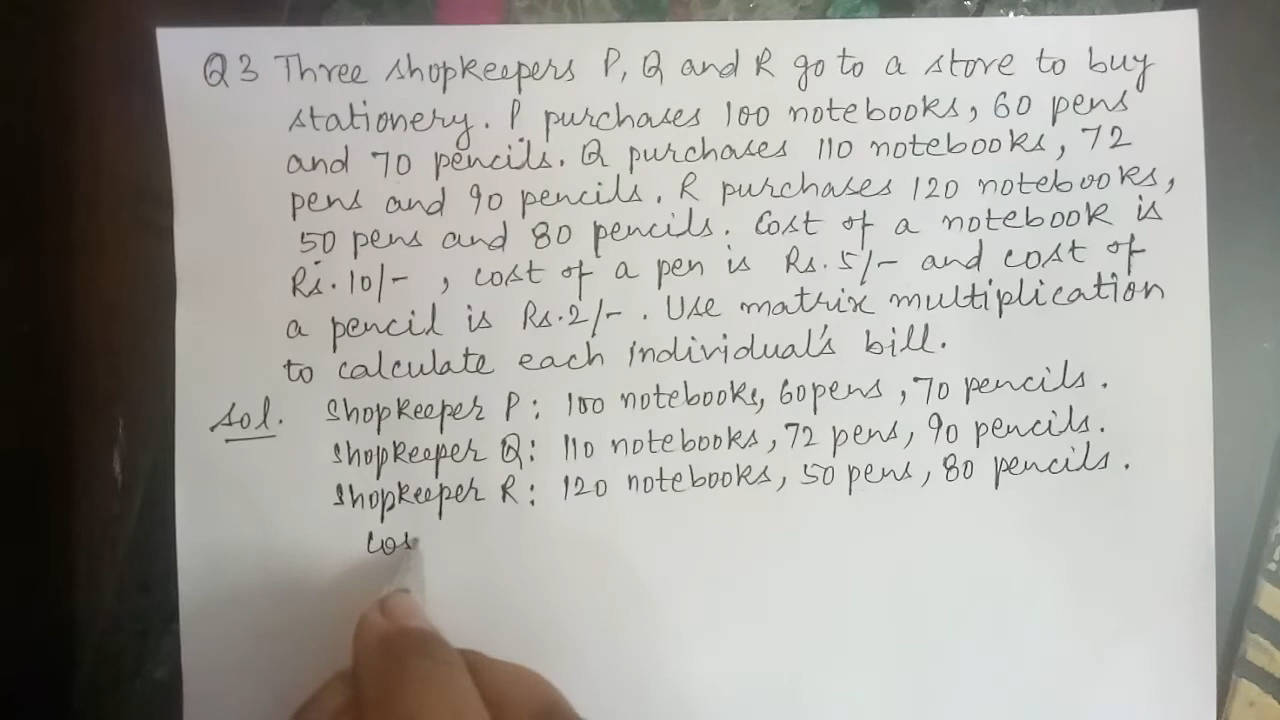 Q3 Three shopkeepers P, Q and R go to a store to buy
stationery. P purchases 100 notebooks, 60 pens
and 70 pencils. Q purchases 110 notebooks, 72
pens and 90 pencils. R purchases 120 notebooks,
50 pens and 80 pencils. Cost of a notebook is
Rs. 10/- , cost of a pen is Rs. 5/- and cost of
a pencil is Rs. 2/- . Use matrix multiplication
to calculate each individual's bill.
Sol. Shopkeeper P: 100 notebooks, 60 pens, 70 pencils.
Shopkeeper Q: 110 notebooks, 72 pens, 90 pencils.
Shopkeeper R: 120 notebooks, 50 pens, 80 pencils.
Cos